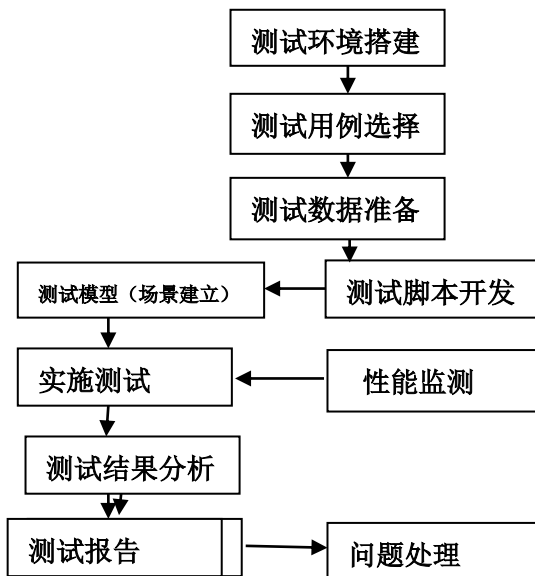 测试环境搭建
测试用例选择
测试数据准备
测试脚本开发
测试模型（场景建立）
实施测试
性能监测
测试结果分析
测试报告
问题处理